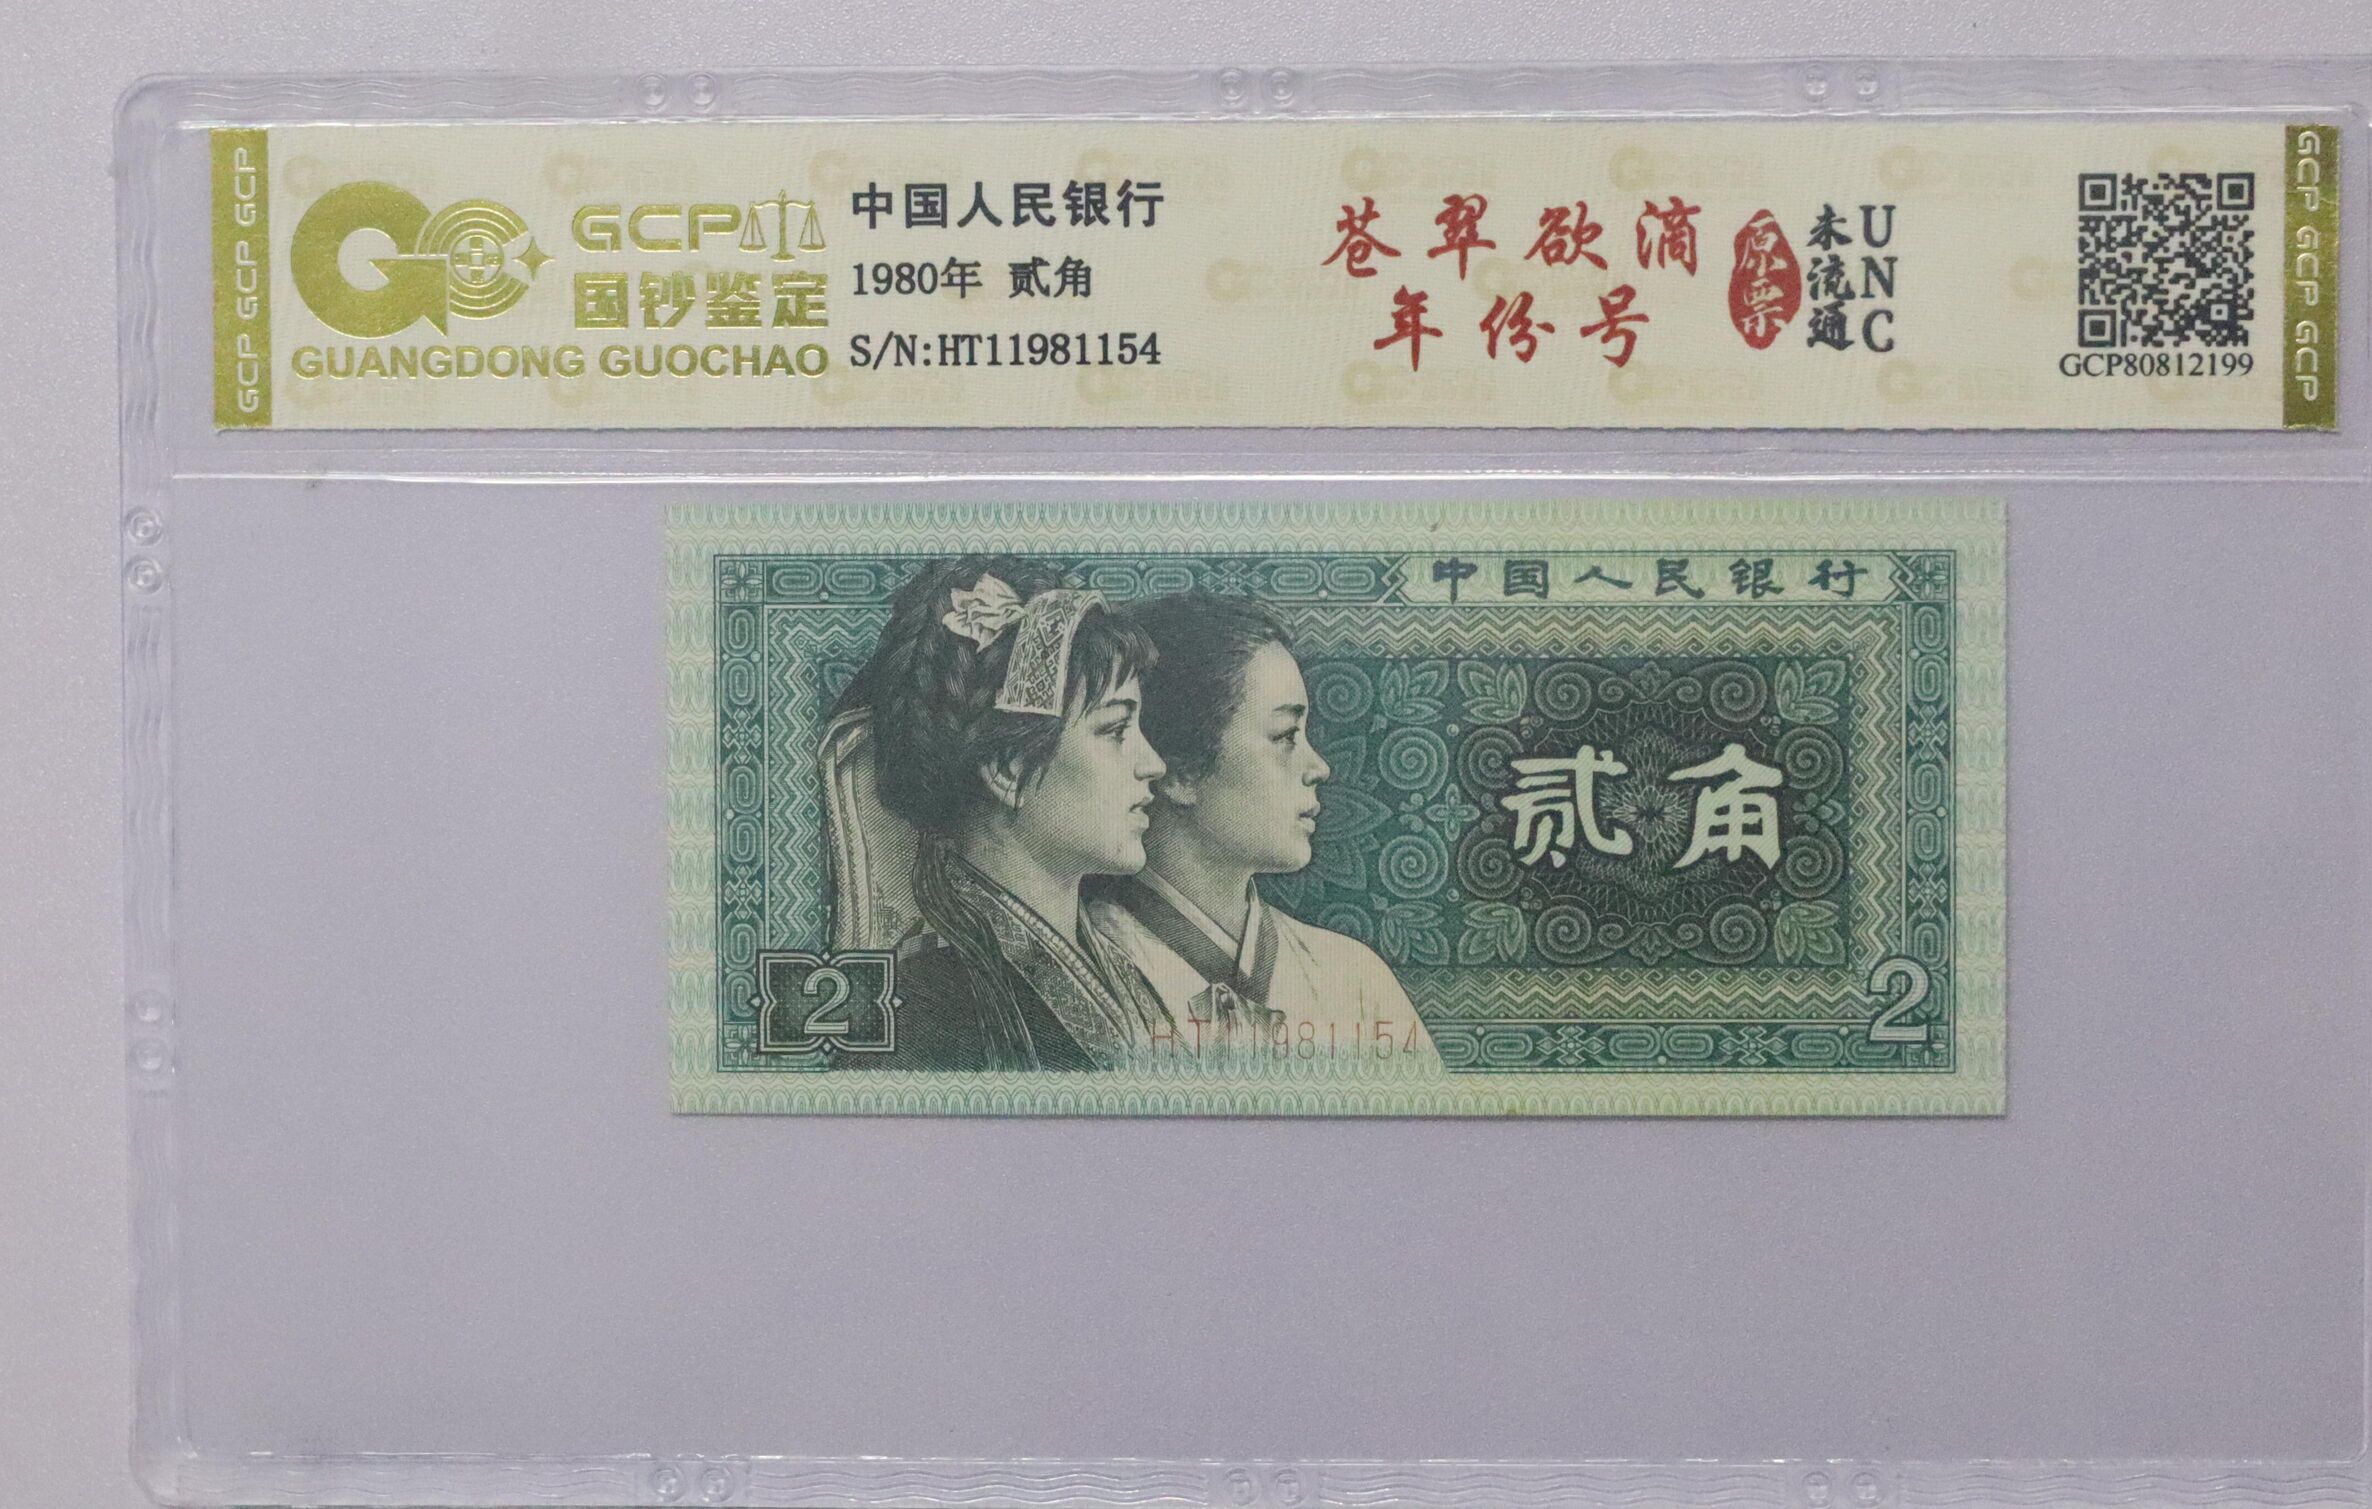 GCP GCP GCP
GCP
国钞鉴定
GUANGDONG GUOCHAO
中国人民银行
1980年 贰角
S/N:HT11981154
苍翠欲滴
年份号
原票
未流通
UNC
GCP80812199
GCP GCP GCP
中国人民银行
贰角
2
HT11981154
2